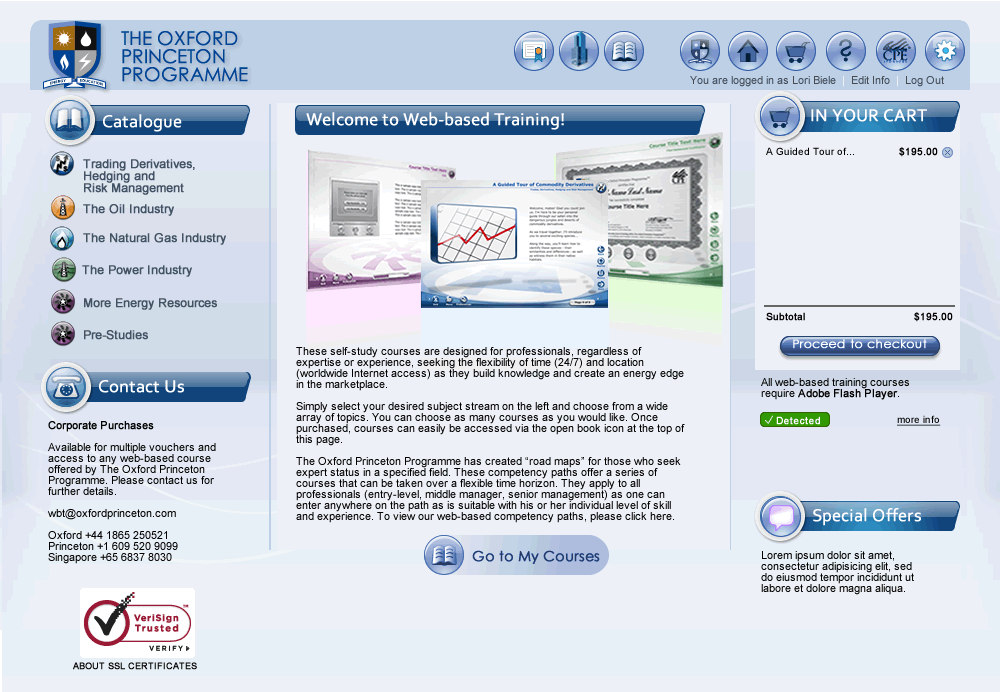 THE OXFORD
PRINCETON
PROGRAMME
ENERGY EDUCATION
CPE
You are logged in as Lori Biele | Edit Info | Log Out
Catalogue
Trading Derivatives,
Hedging and
Risk Management
The Oil Industry
The Natural Gas Industry
The Power Industry
More Energy Resources
Pre-Studies
Contact Us
Corporate Purchases
Available for multiple vouchers and
access to any web-based course
offered by The Oxford Princeton
Programme. Please contact us for
further details.
wbt@oxfordprinceton.com
Oxford +44 1865 250521
Princeton +1 609 520 9099
Singapore +65 6837 8030
VeriSign
Trusted
™
VERIFY
ABOUT SSL CERTIFICATES
Welcome to Web-based Training!
Course Title Text Here
Course Title Text Here
A Guided Tour of Commodity Derivatives
Name Last Name
Course Title Here
These self-study courses are designed for professionals, regardless of
expertise or experience, seeking the flexibility of time (24/7) and location
(worldwide Internet access) as they build knowledge and create an energy edge
in the marketplace.
Simply select your desired subject stream on the left and choose from a wide
array of topics. You can choose as many courses as you would like. Once
purchased, courses can easily be accessed via the open book icon at the top of
this page.
The Oxford Princeton Programme has created “road maps” for those who seek
expert status in a specified field. These competency paths offer a series of
courses that can be taken over a flexible time horizon. They apply to all
professionals (entry-level, middle manager, senior management) as one can
enter anywhere on the path as is suitable with his or her individual level of skill
and experience. To view our web-based competency paths, please click here.
Go to My Courses
IN YOUR CART
A Guided Tour of... $195.00
Subtotal $195.00
Proceed to checkout
All web-based training courses
require Adobe Flash Player.
Detected more info
Special Offers
Lorem ipsum dolor sit amet,
consectetur adipisicing elit, sed
do eiusmod tempor incididunt ut
labore et dolore magna aliqua.